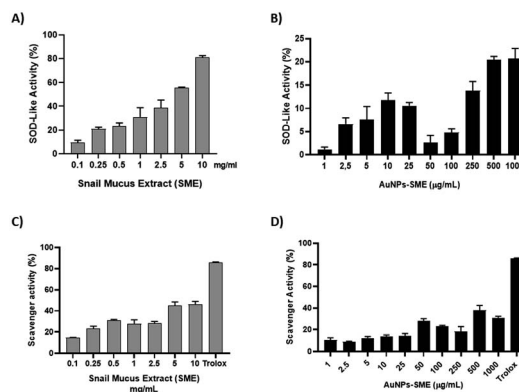 A)
SOD-Like Activity (%)
100
80
60
40
20
0
0.1 0.25 0.5 1 2.5 5 10 mg/ml
Snail Mucus Extract (SME)
B)
SOD-Like Activity (%)
25
20
15
10
5
0
1 2,5 5 10 25 50 100 250 500 100
AuNPs-SME (μg/mL)
C)
Scavenger activity (%)
100
80
60
40
20
0
0.1 0.25 0.5 1 2.5 5 10 Trolox
Snail Mucus Extract (SME)
mg/mL
D)
Scavenger Activity (%)
100
80
60
40
20
0
1 2.5 5 10 25 50 100 250 500 1000 Trolox
AuNPs-SME (μg/mL)